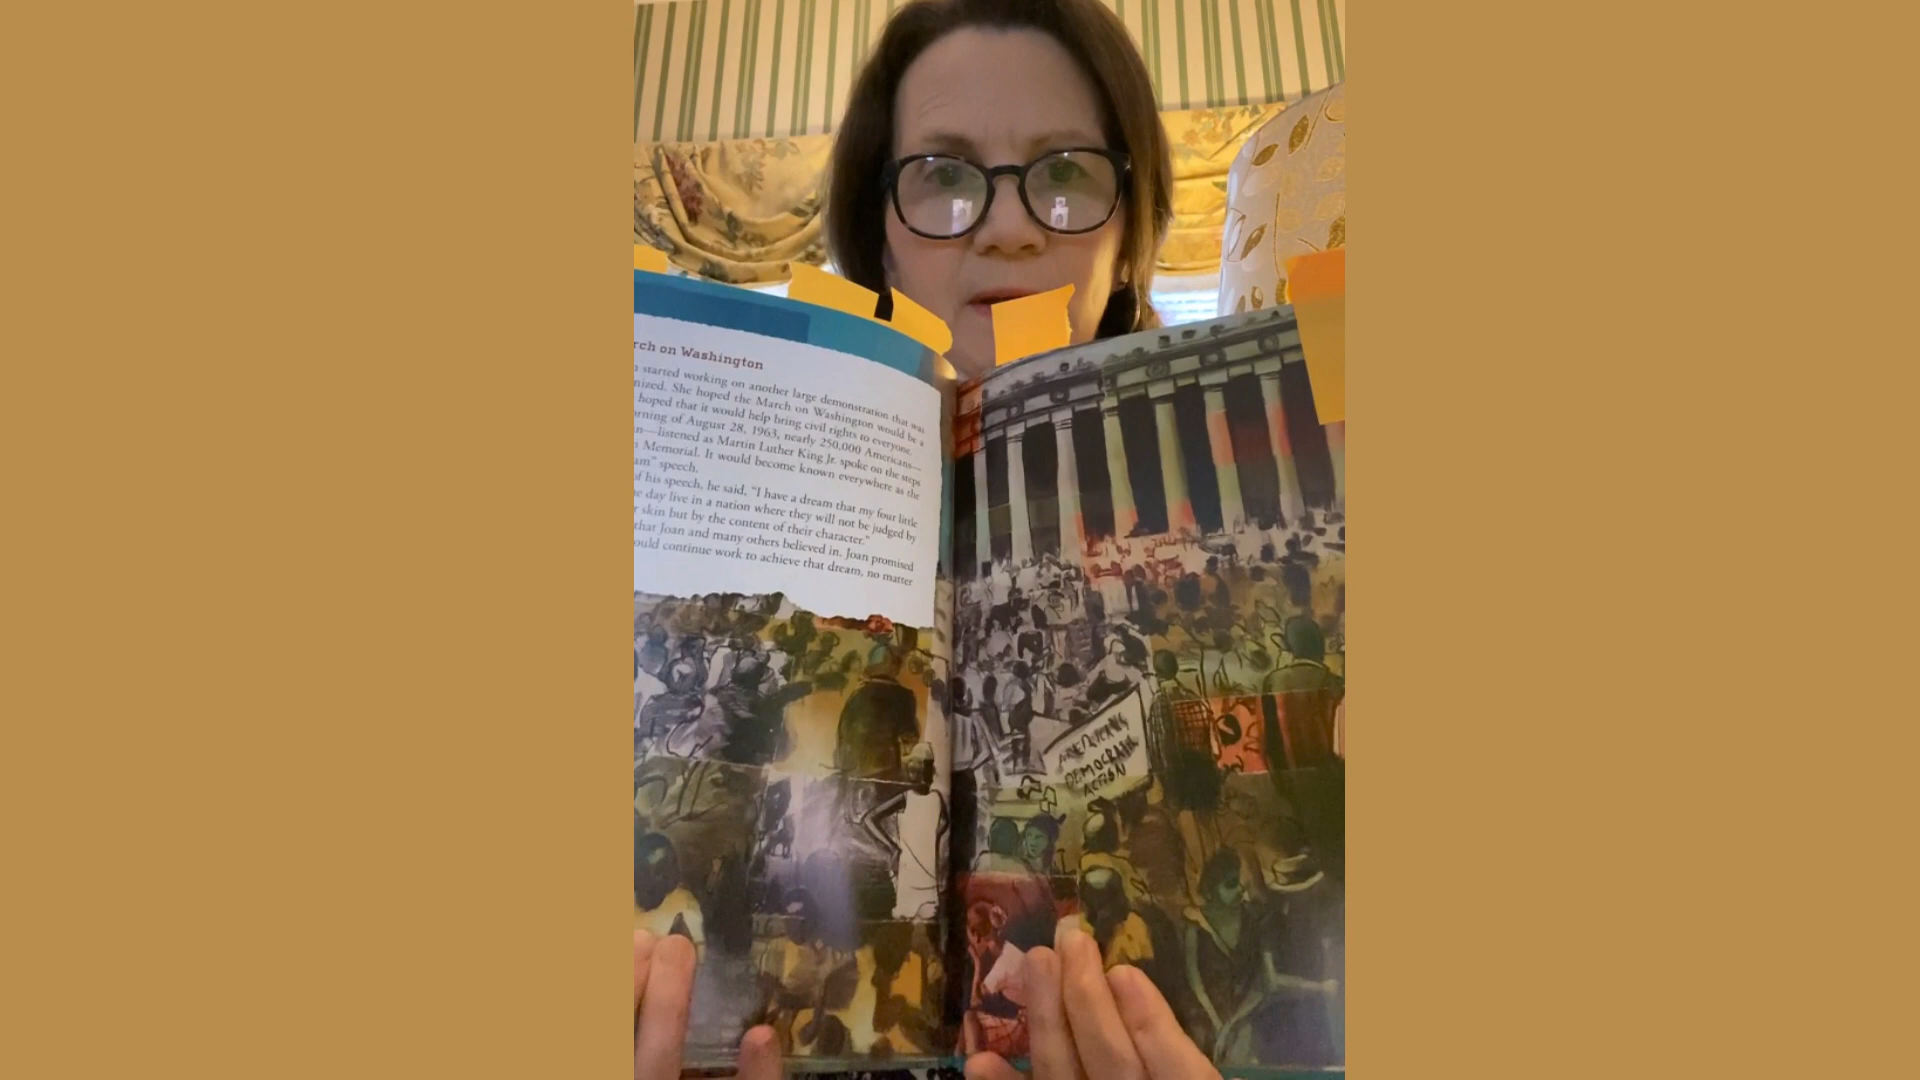 rch on Washington
started working on another large demonstration that was
nized. She hoped the March on Washington would be a
hoped that it would help bring civil rights to everyone.
orning of August 28, 1963, nearly 250,000 Americans—
an—listened as Martin Luther King Jr. spoke on the steps
n Memorial. It would become known everywhere as the
am" speech.
of his speech, he said, "I have a dream that my four little
e day live in a nation where they will not be judged by
r skin but by the content of their character."
that Joan and many others believed in. Joan promised
ould continue work to achieve that dream, no matter
DEMOCRATIC
ACTION